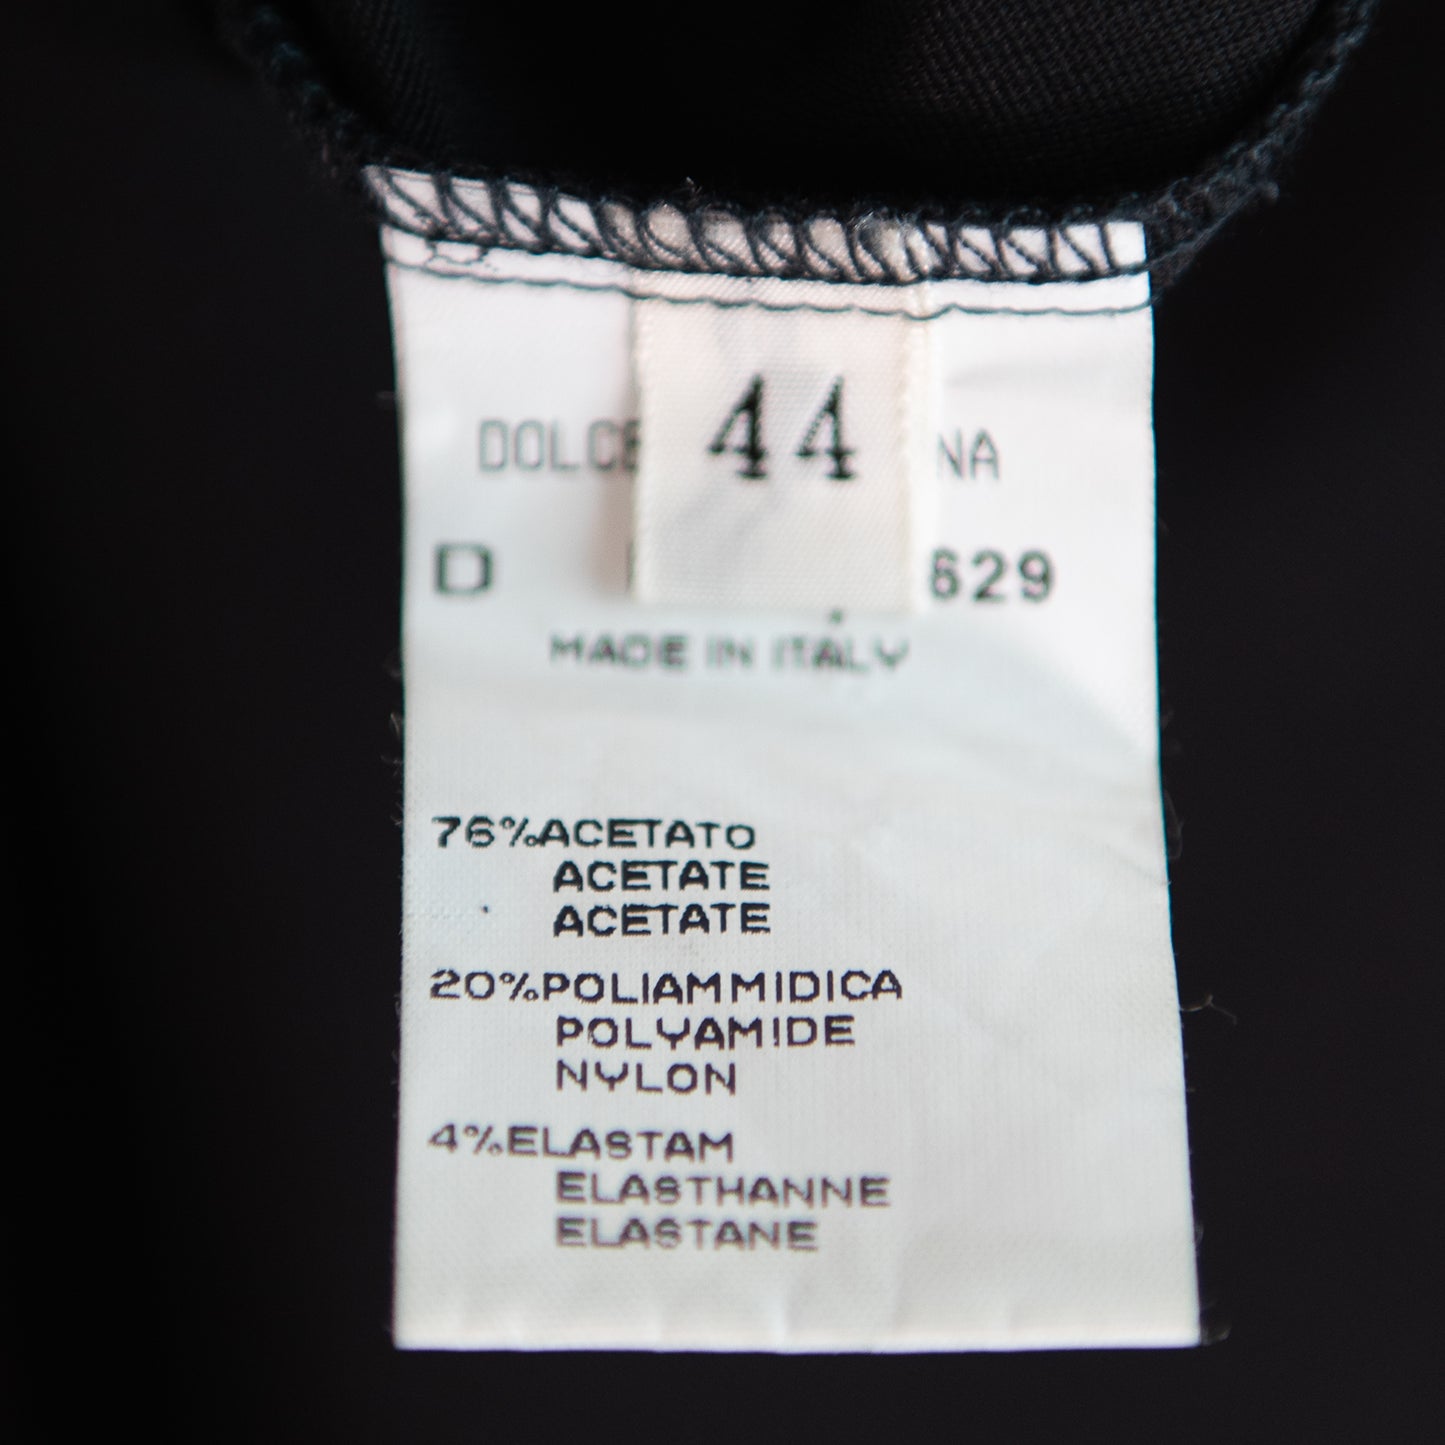 44
DOLCE NA
D 629
MADE IN ITALY
76%ACETATO
ACETATE
ACETATE
20%POLIAMMIDICA
POLYAMIDE
NYLON
4%ELASTAM
ELASTHANNE
ELASTANE